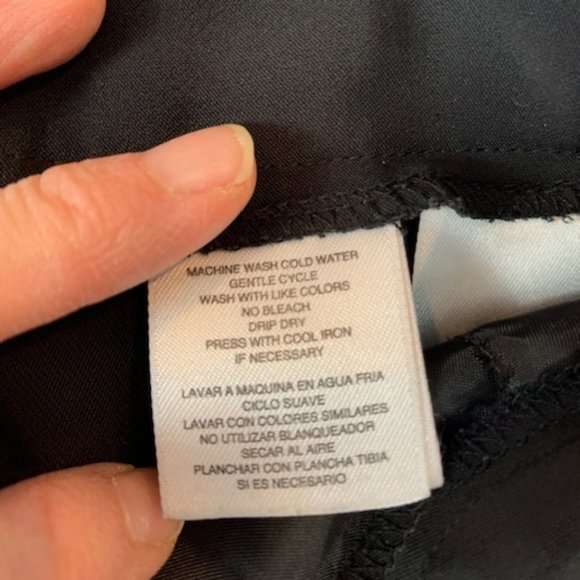 MACHINE WASH COLD WATER
GENTLE CYCLE
WASH WITH LIKE COLORS
NO BLEACH
DRIP DRY
PRESS WITH COOL IRON
IF NECESSARY
LAVAR A MAQUINA EN AGUA FRIA
CICLO SUAVE
LAVAR CON COLORES SIMILARES
NO UTILIZAR BLANQUEADOR
SECAR AL AIRE
PLANCHAR CON PLANCHA TIBIA
SI ES NECESARIO